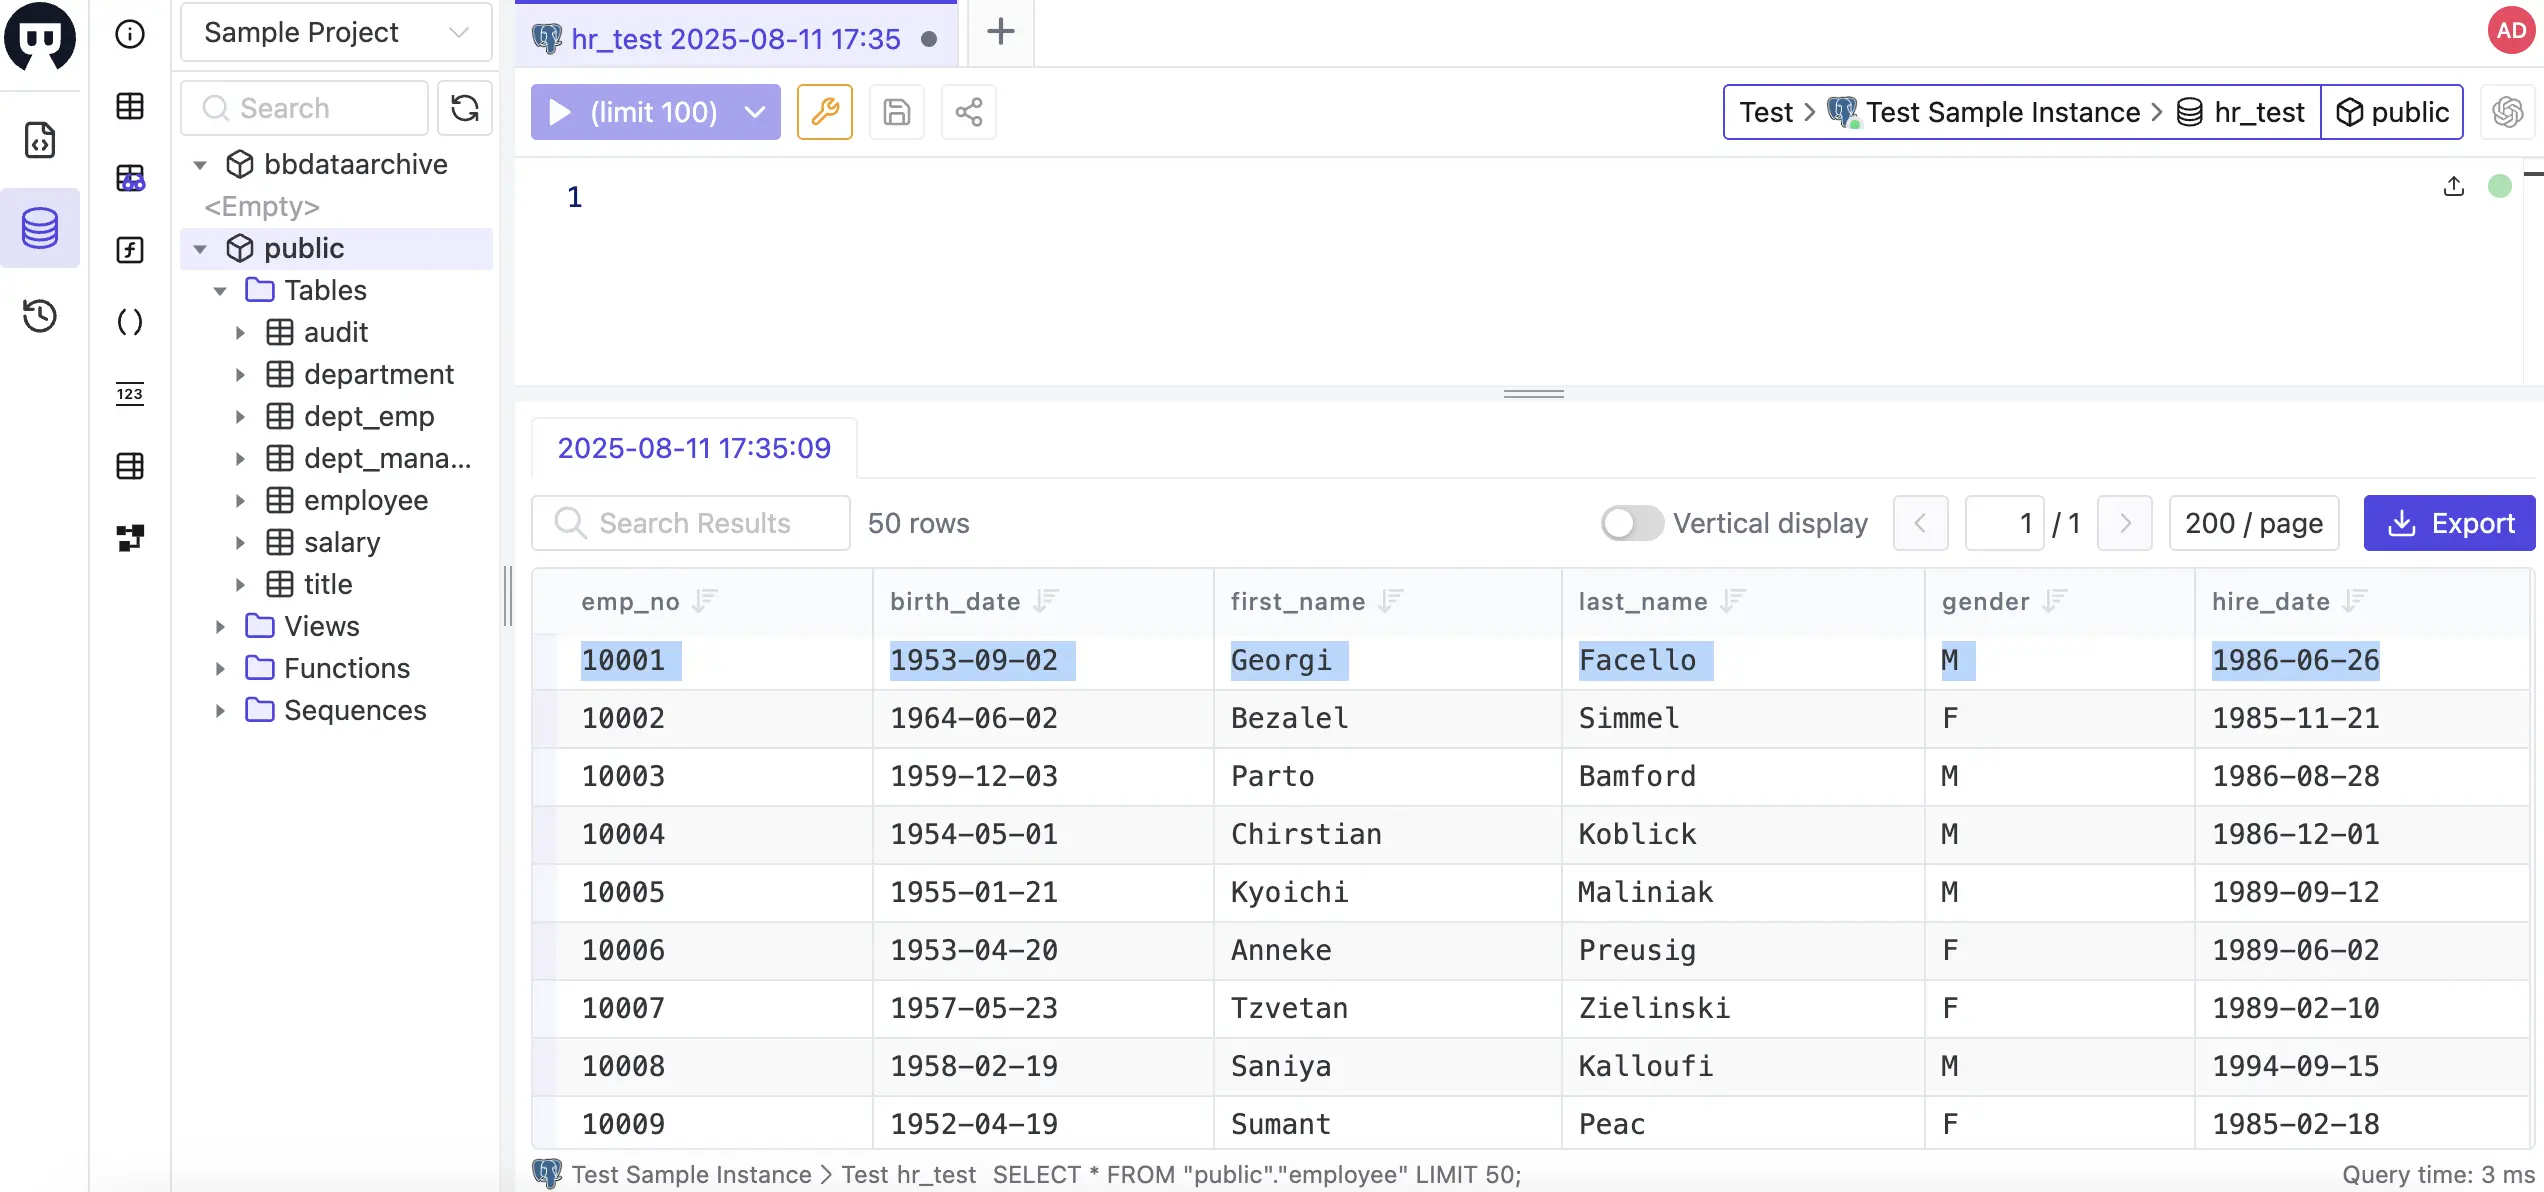 Sample Project
hr_test 2025-08-11 17:35
AD
Search
(limit 100)
Test > Test Sample Instance > hr_test
public
bbdataarchive
<Empty>
public
Tables
audit
department
dept_emp
dept_mana...
employee
salary
title
Views
Functions
Sequences
123
1
2025-08-11 17:35:09
Search Results
50 rows
Vertical display
1 / 1
200 / page
Export
emp_no birth_date first_name last_name gender hire_date
10001 1953-09-02 Georgi Facello M 1986-06-26
10002 1964-06-02 Bezalel Simmel F 1985-11-21
10003 1959-12-03 Parto Bamford M 1986-08-28
10004 1954-05-01 Chirstian Koblick M 1986-12-01
10005 1955-01-21 Kyoichi Maliniak M 1989-09-12
10006 1953-04-20 Anneke Preusig F 1989-06-02
10007 1957-05-23 Tzvetan Zielinski F 1989-02-10
10008 1958-02-19 Saniya Kalloufi M 1994-09-15
10009 1952-04-19 Sumant Peac F 1985-02-18
Test Sample Instance > Test hr_test SELECT * FROM "public"."employee" LIMIT 50;
Query time: 3 ms